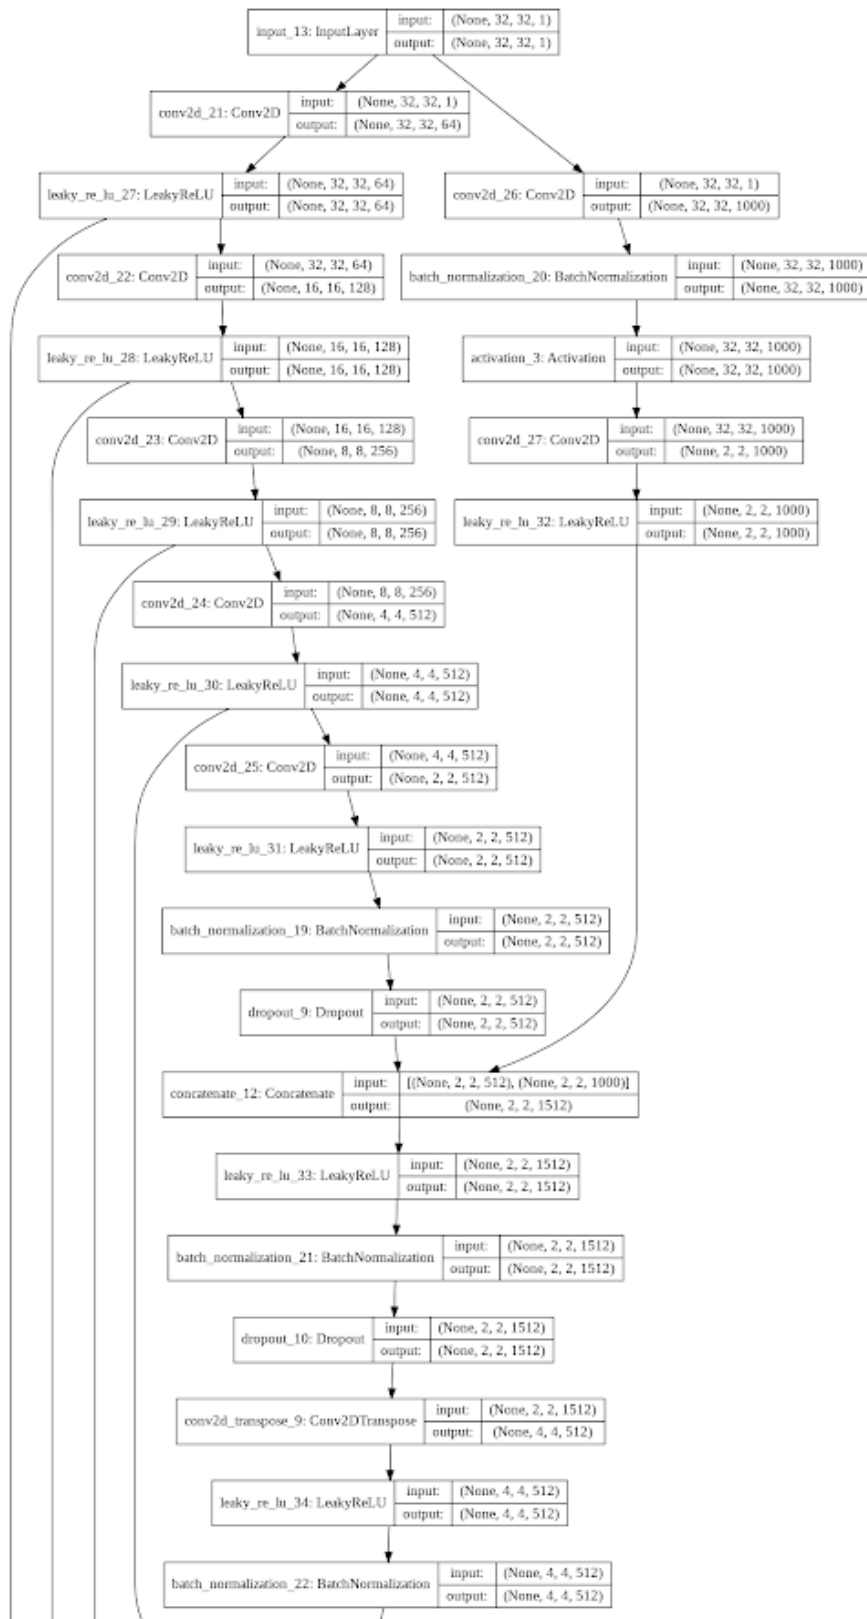 input_13: InputLayer
input: (None, 32, 32, 1)
output: (None, 32, 32, 1)
conv2d_21: Conv2D
input: (None, 32, 32, 1)
output: (None, 32, 32, 64)
leaky_re_lu_27: LeakyReLU
input: (None, 32, 32, 64)
output: (None, 32, 32, 64)
conv2d_26: Conv2D
input: (None, 32, 32, 1)
output: (None, 32, 32, 1000)
conv2d_22: Conv2D
input: (None, 32, 32, 64)
output: (None, 16, 16, 128)
batch_normalization_20: BatchNormalization
input: (None, 32, 32, 1000)
output: (None, 32, 32, 1000)
leaky_re_lu_28: LeakyReLU
input: (None, 16, 16, 128)
output: (None, 16, 16, 128)
activation_3: Activation
input: (None, 32, 32, 1000)
output: (None, 32, 32, 1000)
conv2d_23: Conv2D
input: (None, 16, 16, 128)
output: (None, 8, 8, 256)
conv2d_27: Conv2D
input: (None, 32, 32, 1000)
output: (None, 2, 2, 1000)
leaky_re_lu_29: LeakyReLU
input: (None, 8, 8, 256)
output: (None, 8, 8, 256)
leaky_re_lu_32: LeakyReLU
input: (None, 2, 2, 1000)
output: (None, 2, 2, 1000)
conv2d_24: Conv2D
input: (None, 8, 8, 256)
output: (None, 4, 4, 512)
leaky_re_lu_30: LeakyReLU
input: (None, 4, 4, 512)
output: (None, 4, 4, 512)
conv2d_25: Conv2D
input: (None, 4, 4, 512)
output: (None, 2, 2, 512)
leaky_re_lu_31: LeakyReLU
input: (None, 2, 2, 512)
output: (None, 2, 2, 512)
batch_normalization_19: BatchNormalization
input: (None, 2, 2, 512)
output: (None, 2, 2, 512)
dropout_9: Dropout
input: (None, 2, 2, 512)
output: (None, 2, 2, 512)
concatenate_12: Concatenate
input: [(None, 2, 2, 512), (None, 2, 2, 1000)]
output: (None, 2, 2, 1512)
leaky_re_lu_33: LeakyReLU
input: (None, 2, 2, 1512)
output: (None, 2, 2, 1512)
batch_normalization_21: BatchNormalization
input: (None, 2, 2, 1512)
output: (None, 2, 2, 1512)
dropout_10: Dropout
input: (None, 2, 2, 1512)
output: (None, 2, 2, 1512)
conv2d_transpose_9: Conv2DTranspose
input: (None, 2, 2, 1512)
output: (None, 4, 4, 512)
leaky_re_lu_34: LeakyReLU
input: (None, 4, 4, 512)
output: (None, 4, 4, 512)
batch_normalization_22: BatchNormalization
input: (None, 4, 4, 512)
output: (None, 4, 4, 512)